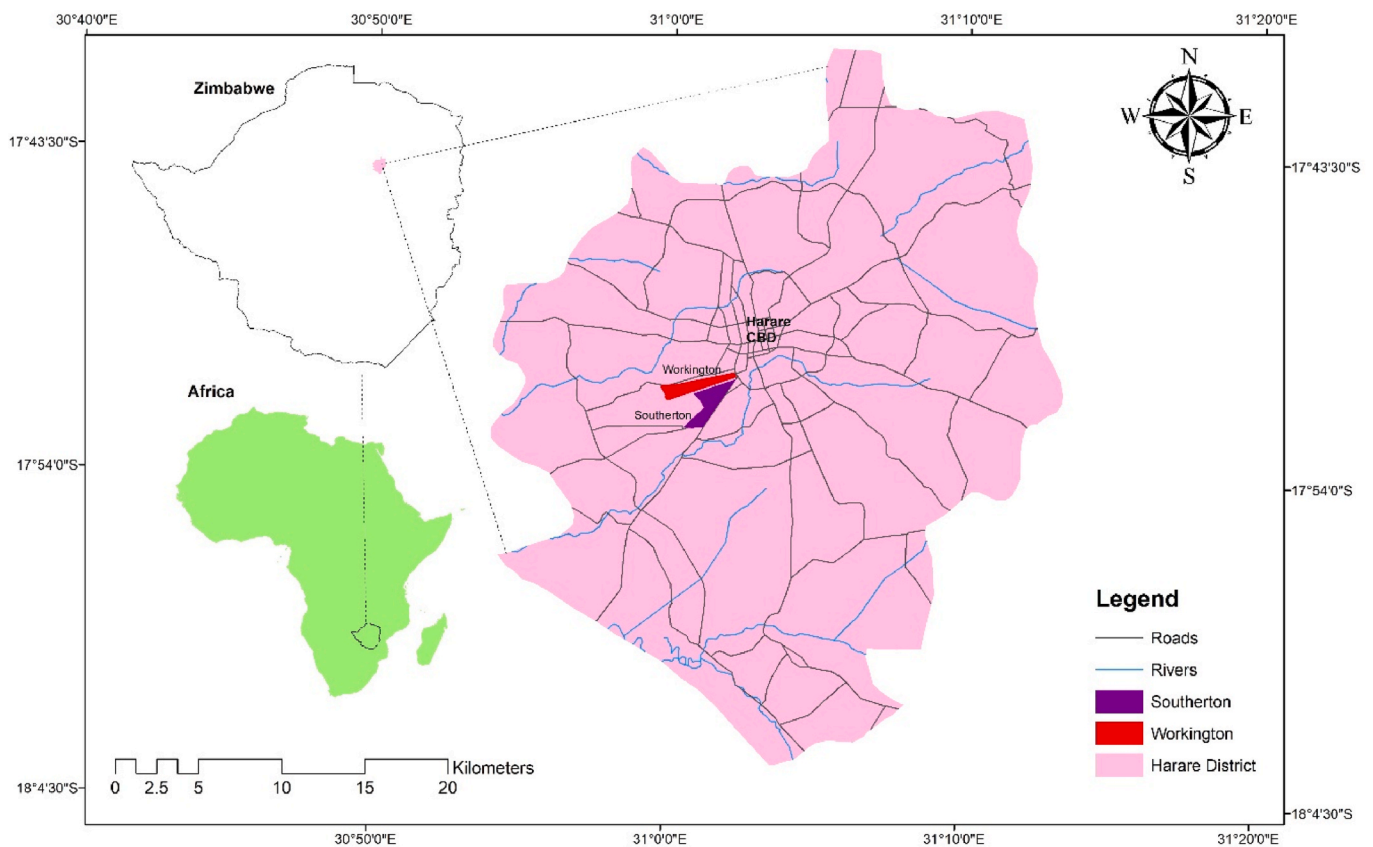 30°40'0"E 30°50'0"E 31°0'0"E 31°10'0"E 31°20'0"E
N
W E
S
Zimbabwe
17°43'30"S 17°43'30"S
Harare
CBD
Workington
Africa
Southerton
17°54'0"S 17°54'0"S
Legend
Roads
Rivers
Southerton
Workington
Harare District
Kilometers
0 2.5 5 10 15 20
18°4'30"S 18°4'30"S
30°50'0"E 31°0'0"E 31°10'0"E 31°20'0"E